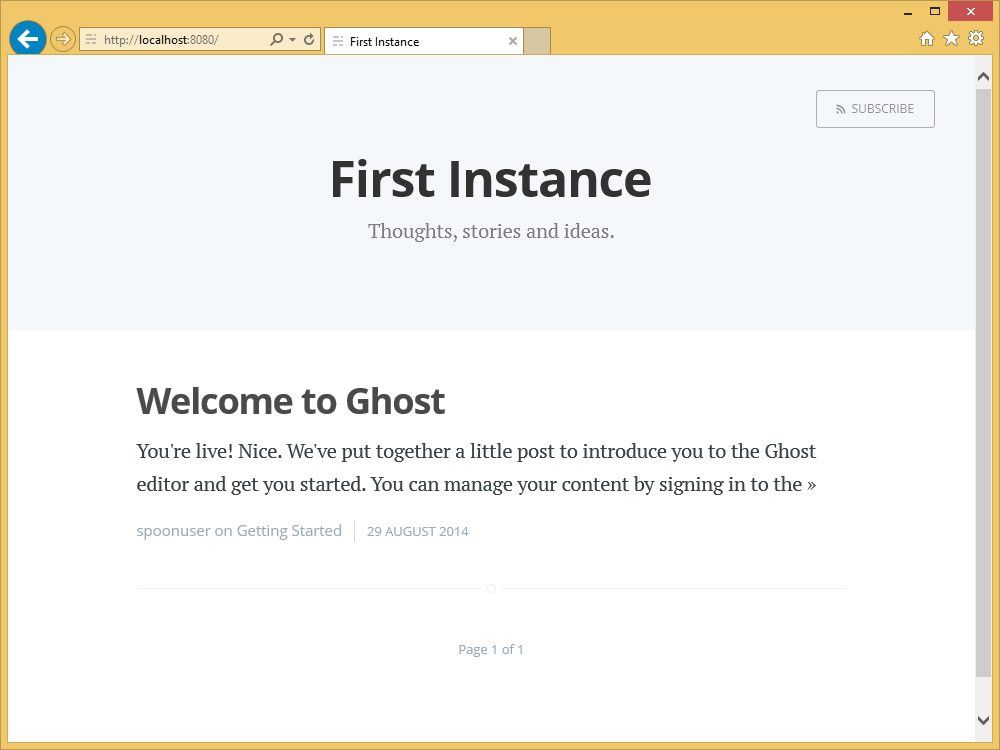 http://localhost:8080/
First Instance
SUBSCRIBE
First Instance
Thoughts, stories and ideas.
Welcome to Ghost
You're live! Nice. We've put together a little post to introduce you to the Ghost
editor and get you started. You can manage your content by signing in to the »
spoonuser on Getting Started
29 AUGUST 2014
Page 1 of 1